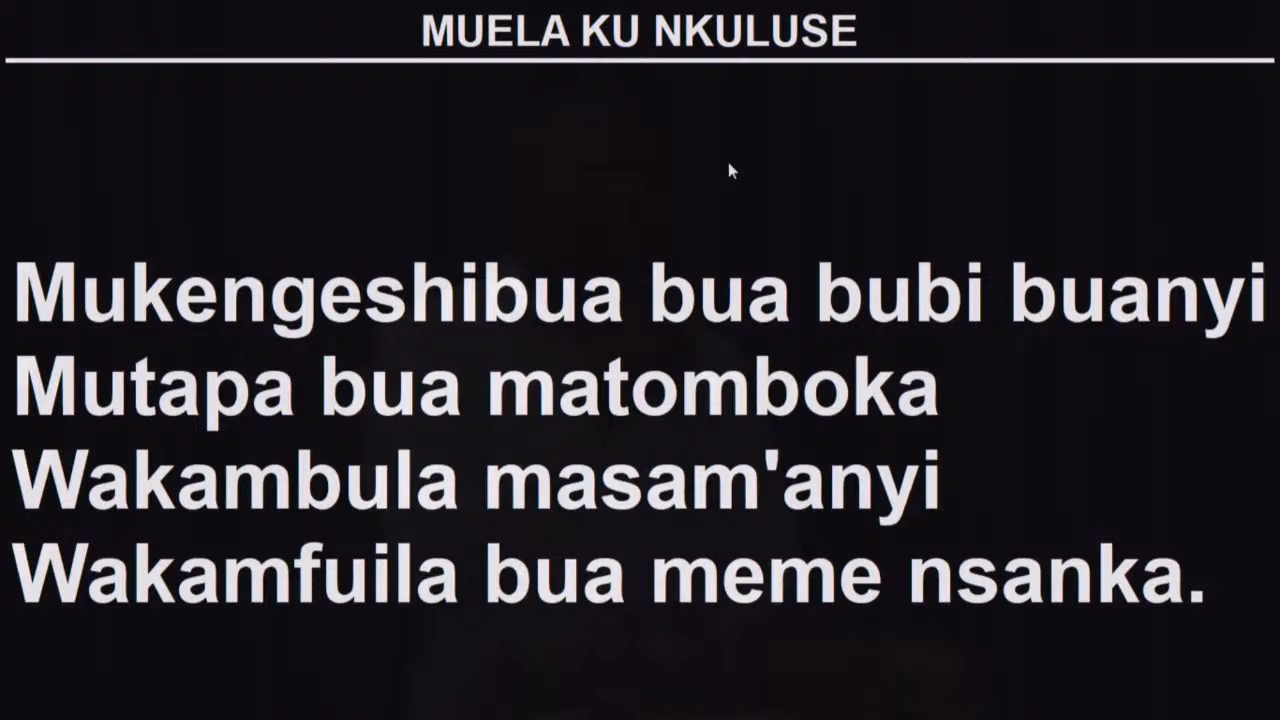 MUELA KU NKULUSE
Mukengeshibua bua bubi buanyi
Mutapa bua matomboka
Wakambula masam'anyi
Wakamfuila bua meme nsanka.